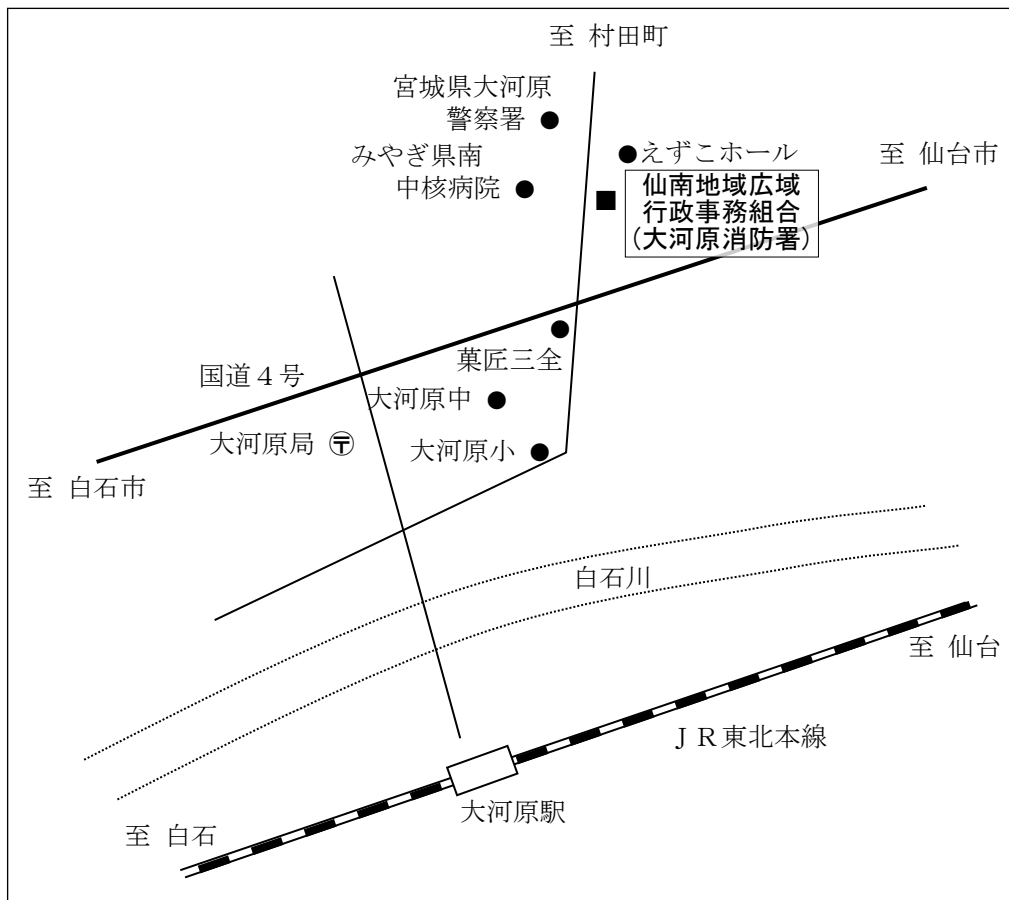 至 村田町
宮城県大河原
警察署
みやぎ県南
中核病院
●えずこホール
至 仙台市
仙南地域広域
行政事務組合
(大河原消防署)
菓匠三全
国道４号
大河原中
大河原局 〶
大河原小
至 白石市
白石川
至 仙台
ＪＲ東北本線
大河原駅
至 白石